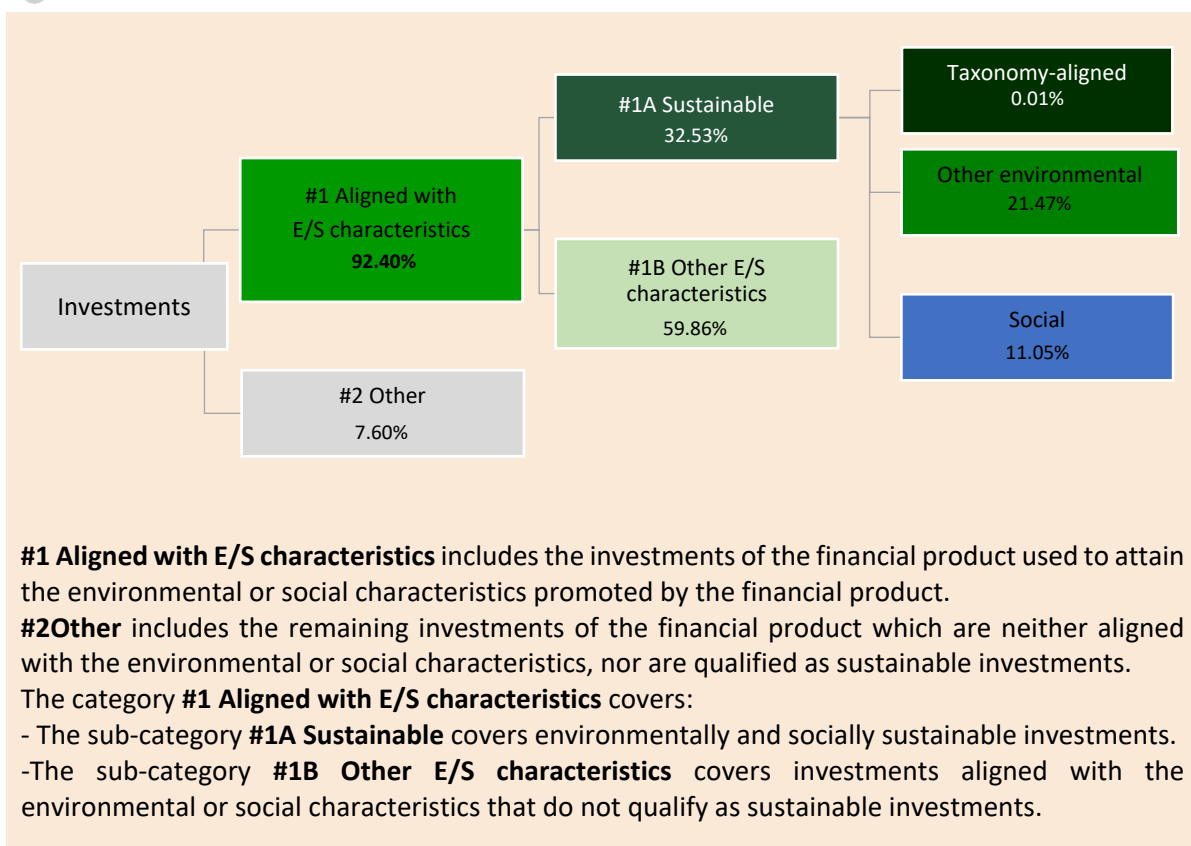 Investments
#1 Aligned with
E/S characteristics
92.40%
#2 Other
7.60%
#1A Sustainable
32.53%
#1B Other E/S
characteristics
59.86%
Taxonomy-aligned
0.01%
Other environmental
21.47%
Social
11.05%
#1 Aligned with E/S characteristics includes the investments of the financial product used to attain
the environmental or social characteristics promoted by the financial product.
#2Other includes the remaining investments of the financial product which are neither aligned
with the environmental or social characteristics, nor are qualified as sustainable investments.
The category #1 Aligned with E/S characteristics covers:
- The sub-category #1A Sustainable covers environmentally and socially sustainable investments.
-The sub-category #1B Other E/S characteristics covers investments aligned with the
environmental or social characteristics that do not qualify as sustainable investments.